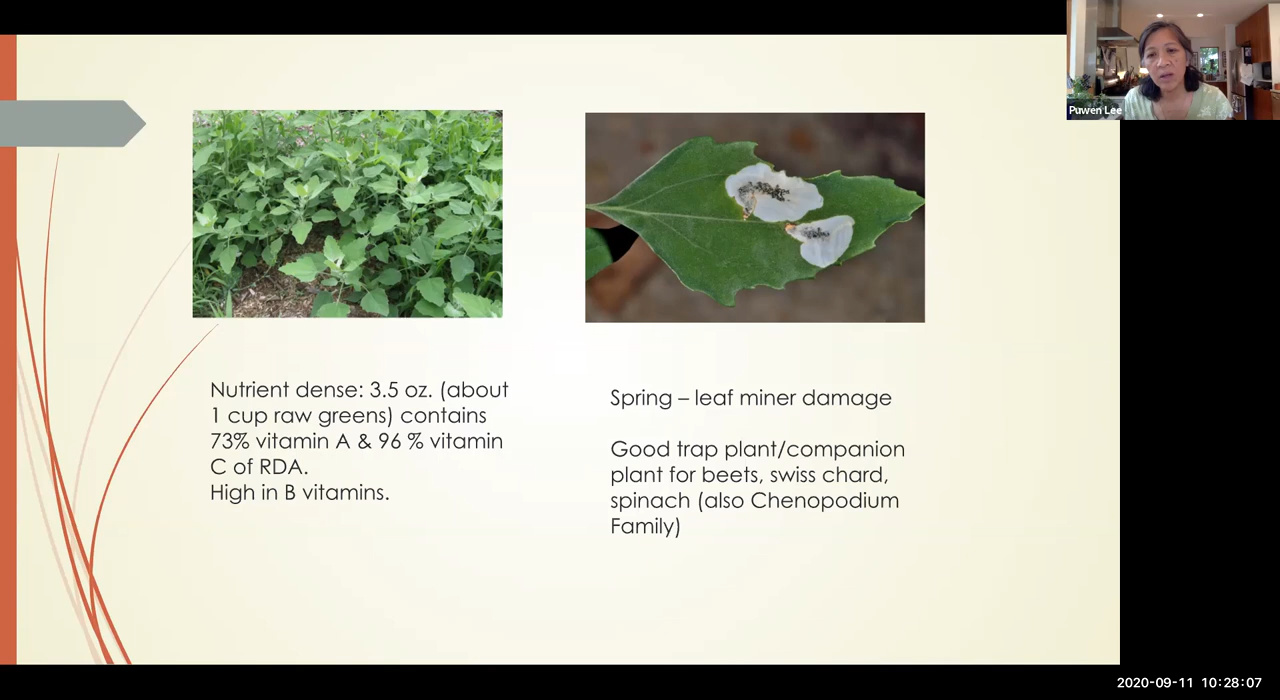 Puwen Lee
Nutrient dense: 3.5 oz. (about
1 cup raw greens) contains
73% vitamin A & 96 % vitamin
C of RDA.
High in B vitamins.
Spring – leaf miner damage
Good trap plant/companion
plant for beets, swiss chard,
spinach (also Chenopodium
Family)
2020-09-11 10:28:07